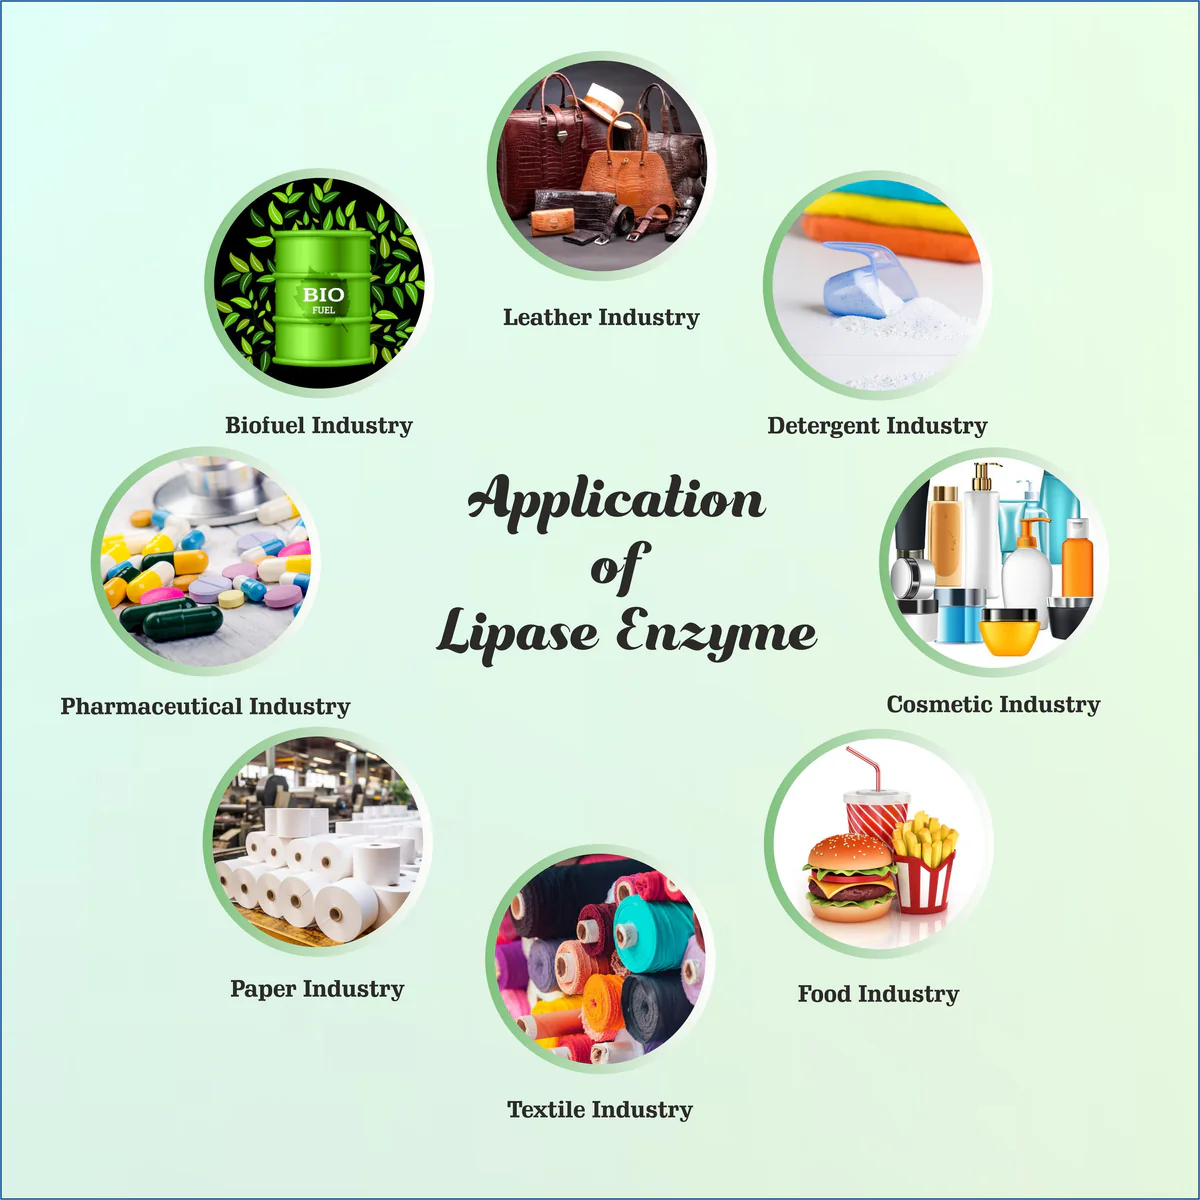 Leather Industry
BIO
FUEL
Biofuel Industry
Detergent Industry
Application
of
Lipase Enzyme
Pharmaceutical Industry
Cosmetic Industry
Paper Industry
Food Industry
Textile Industry